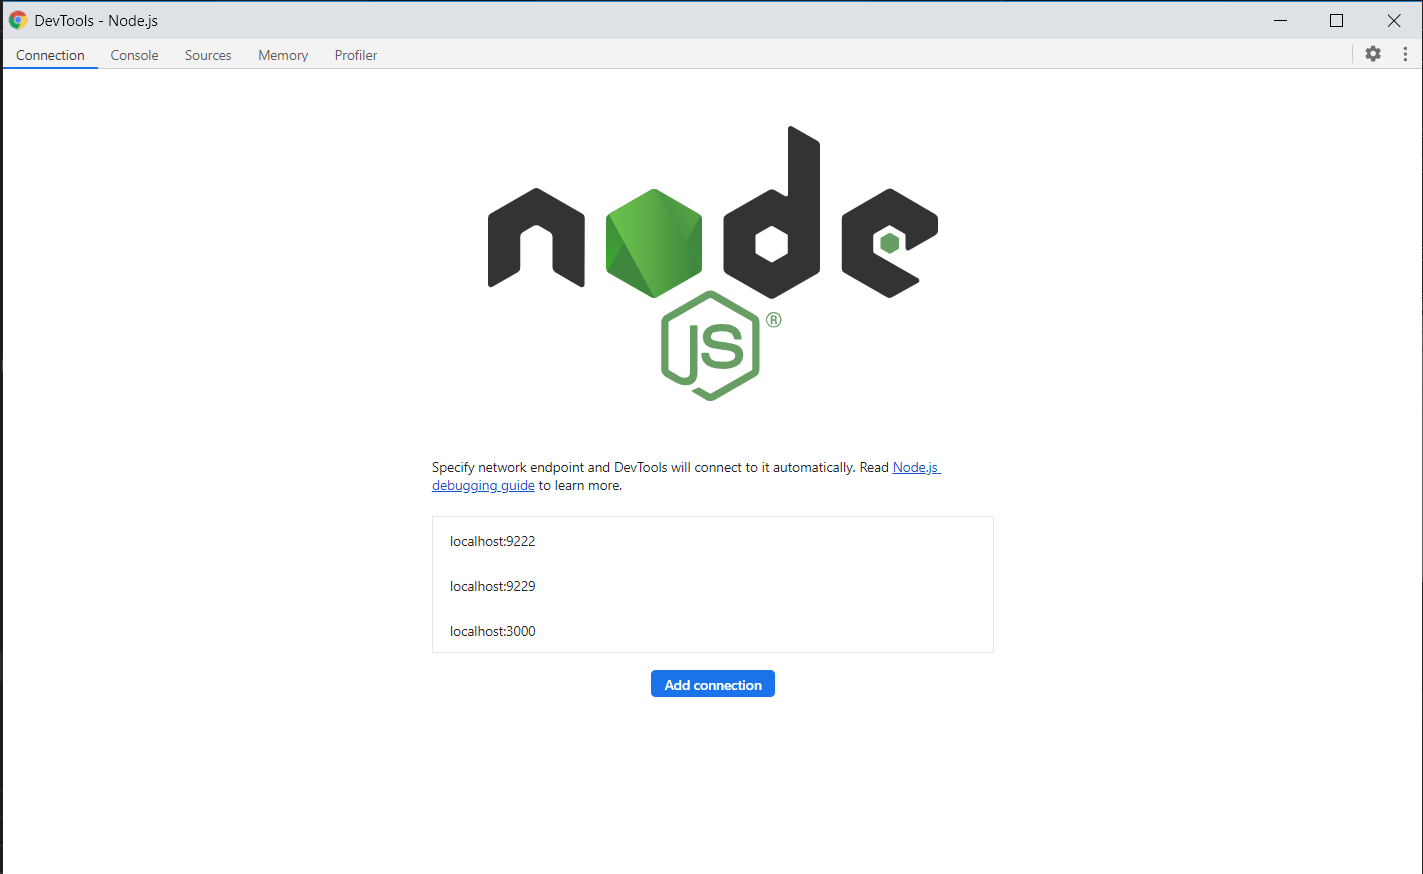 DevTools - Node.js
Connection Console Sources Memory Profiler
node
JS ®
Specify network endpoint and DevTools will connect to it automatically. Read Node.js
debugging guide to learn more.
localhost:9222
localhost:9229
localhost:3000
Add connection